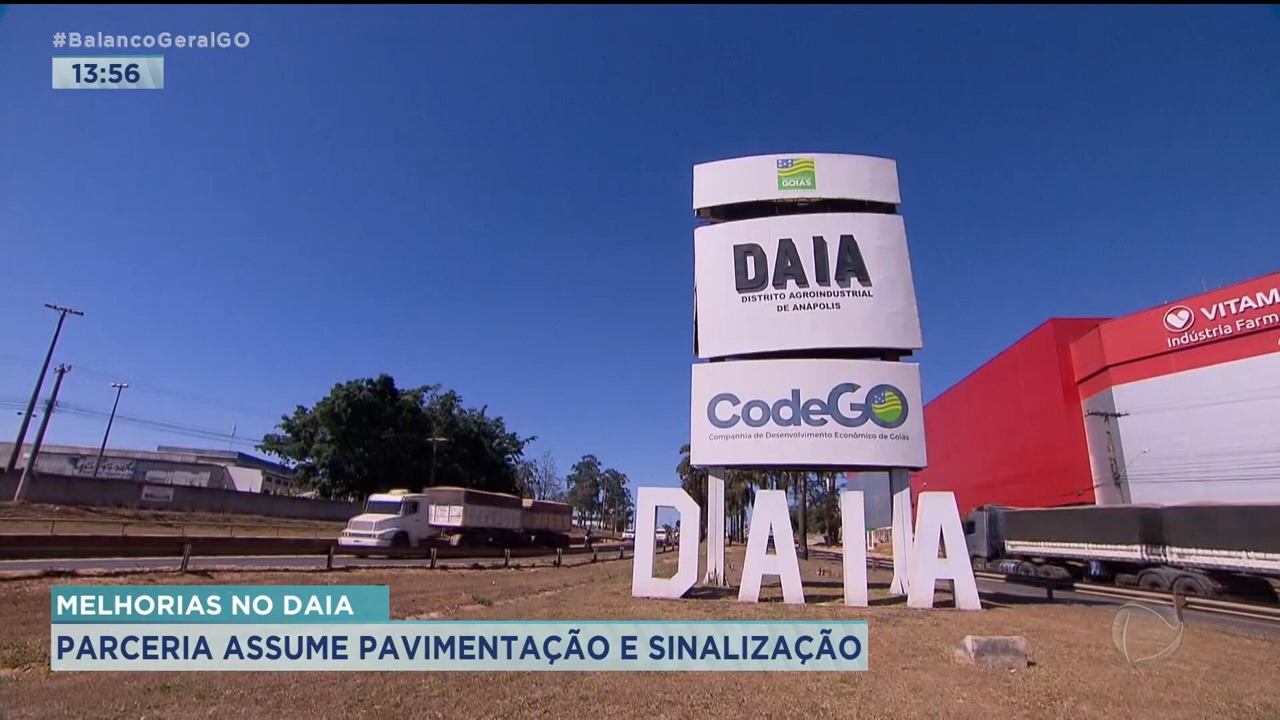 #BalancoGeralGO
13:56
GOIÁS
DAIA
DISTRITO AGROINDUSTRIAL
DE ANÁPOLIS
CodeGO
Companhia de Desenvolvimento Econômico de Goiás
VITAM
Indústria Farm
DAIA
MELHORIAS NO DAIA
PARCERIA ASSUME PAVIMENTAÇÃO E SINALIZAÇÃO